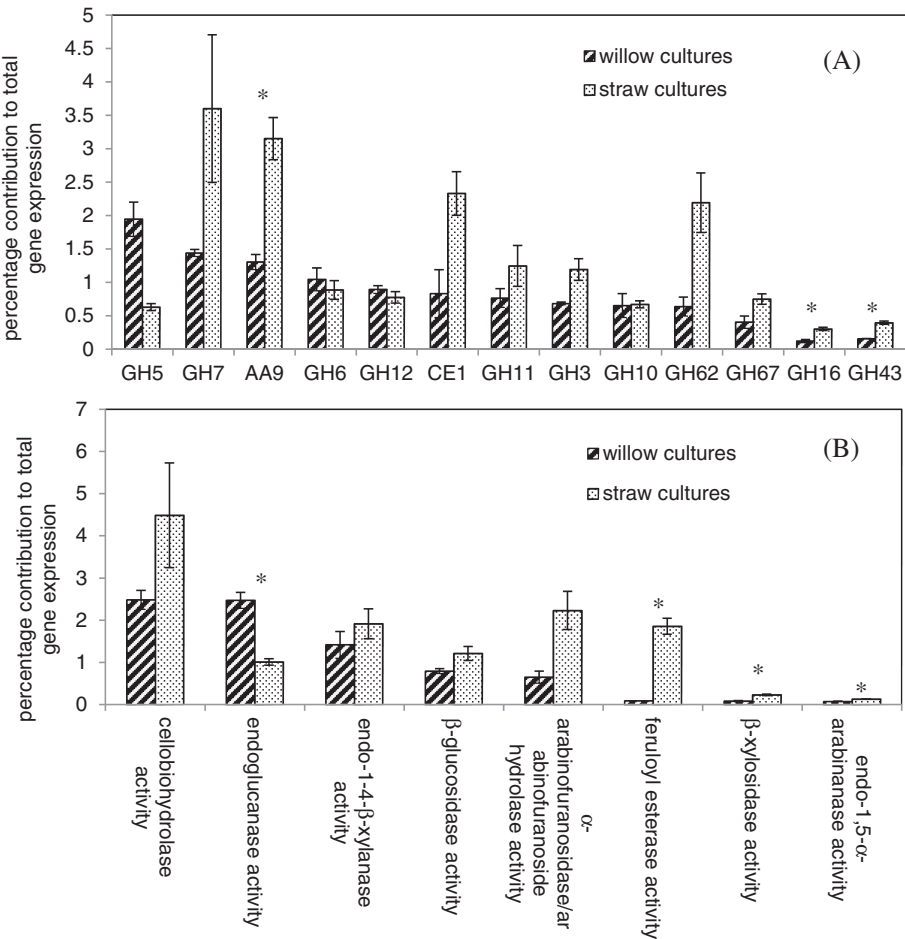 5
4.5
4
3.5
3
2.5
2
1.5
1
0.5
0
percentage contribution to total
gene expression
willow cultures
straw cultures
(A)
*
*
*
GH5 GH7 AA9 GH6 GH12 CE1 GH11 GH3 GH10 GH62 GH67 GH16 GH43
7
6
5
4
3
2
1
0
percentage contribution to total
gene expression
willow cultures
straw cultures
(B)
*
*
*
*
cellobiohydrolase
activity
endoglucanase activity
endo-1-4-β-xylanase
activity
β-glucosidase activity
α-
arabinofuranosidase/ar
abinofuranoside
hydrolase activity
feruloyl esterase activity
β-xylosidase activity
endo-1,5-α-
arabinanase activity